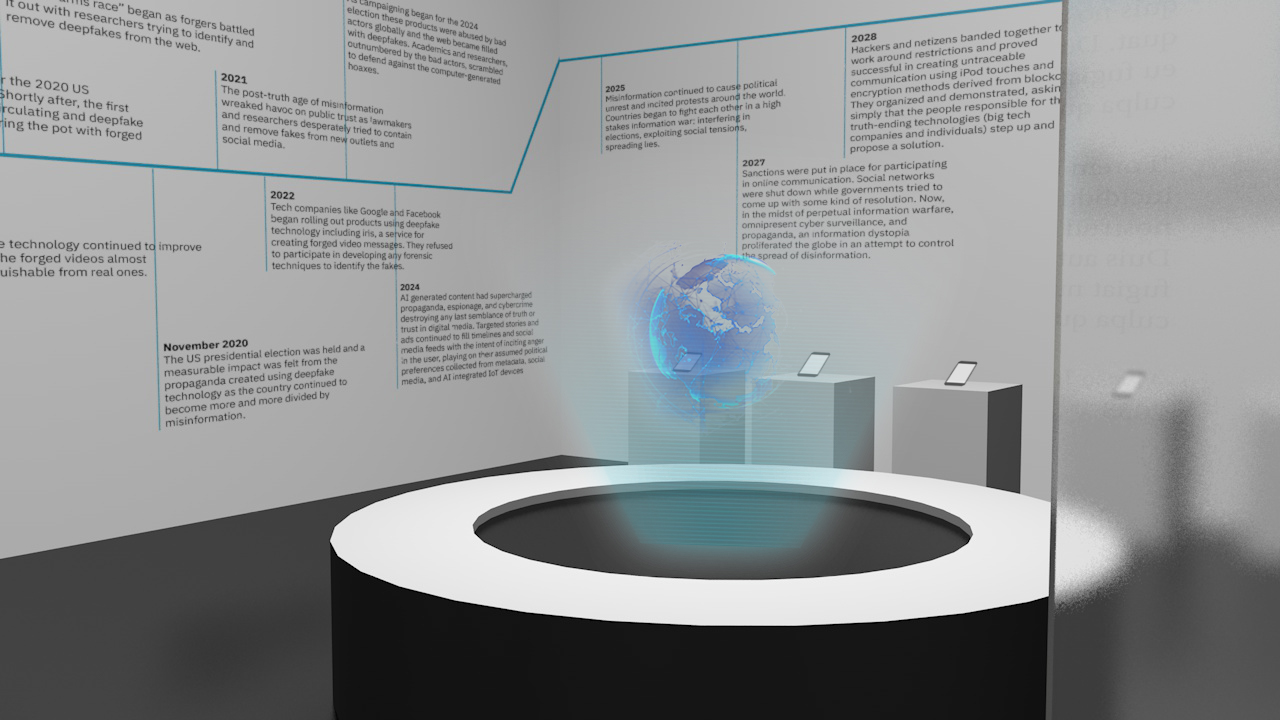 ms race" began as forgers battled
it out with researchers trying to identify and
remove deepfakes from the web.
r the 2020 US
Shortly after, the first
rculating and deepfake
ring the pot with forged
2021
The post-truth age of misinformation
wreaked havoc on public trust as lawmakers
and researchers desperately tried to contain
and remove fakes from new outlets and
social media.
campaigning began for the 2024
election these products were abused by bad
actors globally and the web became filled
with deepfakes. Academics and researchers,
outnumbered by the bad actors, scrambled
to defend against the computer-generated
hoaxes.
e technology continued to improve
he forged videos almost
uishable from real ones.
November 2020
The US presidential election was held and a
measurable impact was felt from the
propaganda created using deepfake
technology as the country continued to
become more and more divided by
misinformation.
2022
Tech companies like Google and Facebook
began rolling out products using deepfake
technology including iris, a service for
creating forged video messages. They refused
to participate in developing any forensic
techniques to identify the fakes.
2024
AI generated content had supercharged
propaganda, espionage, and cybercrime
destroying any last semblance of truth or
trust in digital media. Targeted stories and
ads continued to fill timelines and social
media feeds with the intent of inciting anger
in the user, playing on their assumed political
preferences collected from metadata, social
media, and AI integrated IoT devices
2025
Misinformation continued to cause political
unrest and incited protests around the world.
Countries began to fight each other in a high
stakes information war: interfering in
elections, exploiting social tensions,
spreading lies.
2027
Sanctions were put in place for participating
in online communication. Social networks
were shut down while governments tried to
come up with some kind of resolution. Now,
in the midst of perpetual information warfare,
omnipresent cyber surveillance, and
propaganda, an information dystopia
proliferated the globe in an attempt to control
the spread of disinformation.
2028
Hackers and netizens banded together to
work around restrictions and proved
successful in creating untraceable
communication using iPod touches and
encryption methods derived from blockc
They organized and demonstrated, askin
simply that the people responsible for th
truth-ending technologies (big tech
companies and individuals) step up and
propose a solution.